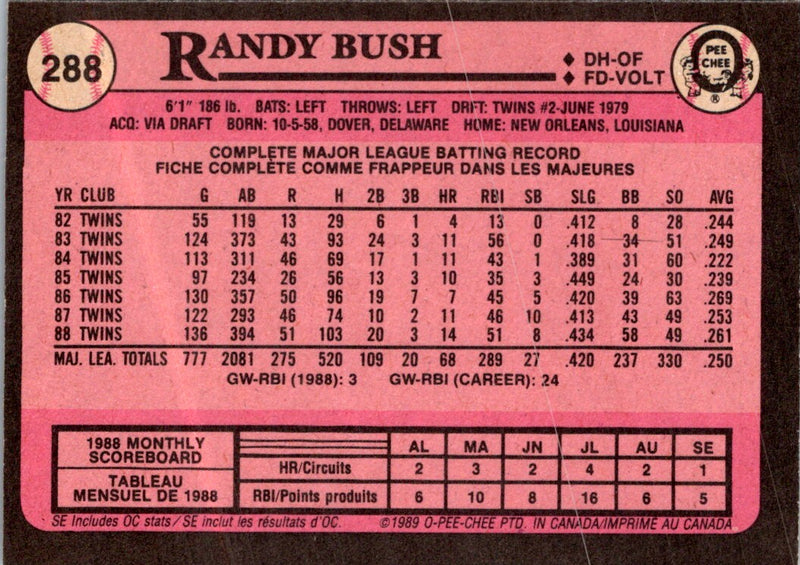 288
RANDY BUSH
♦ DH-OF
♦ FD-VOLT
O
PEE
CHEE
®
6'1" 186 lb. BATS: LEFT THROWS: LEFT DRFT: TWINS #2-JUNE 1979
ACQ: VIA DRAFT BORN: 10-5-58, DOVER, DELAWARE HOME: NEW ORLEANS, LOUISIANA
COMPLETE MAJOR LEAGUE BATTING RECORD
FICHE COMPLÈTE COMME FRAPPEUR DANS LES MAJEURES
YR CLUB G AB R H 2B 3B HR RBI SB SLG BB SO AVG
82 TWINS 55 119 13 29 6 1 4 13 0 .412 8 28 .244
83 TWINS 124 373 43 93 24 3 11 56 0 .418 34 51 .249
84 TWINS 113 311 46 69 17 1 11 43 1 .389 31 60 .222
85 TWINS 97 234 26 56 13 3 10 35 3 .449 24 30 .239
86 TWINS 130 357 50 96 19 7 7 45 5 .420 39 63 .269
87 TWINS 122 293 46 74 10 2 11 46 10 .413 43 49 .253
88 TWINS 136 394 51 103 20 3 14 51 8 .434 58 49 .261
MAJ. LEA. TOTALS 777 2081 275 520 109 20 68 289 27 .420 237 330 .250
GW-RBI (1988): 3 GW-RBI (CAREER): 24
1988 MONTHLY
SCOREBOARD
TABLEAU
MENSUEL DE 1988
AL MA JN JL AU SE
HR/Circuits 2 3 2 4 2 1
RBI/Points produits 6 10 8 16 6 5
SE Includes OC stats/SE inclut les résultats d'OC. ©1989 O-PEE-CHEE PTD. IN CANADA/IMPRIMÉ AU CANADA